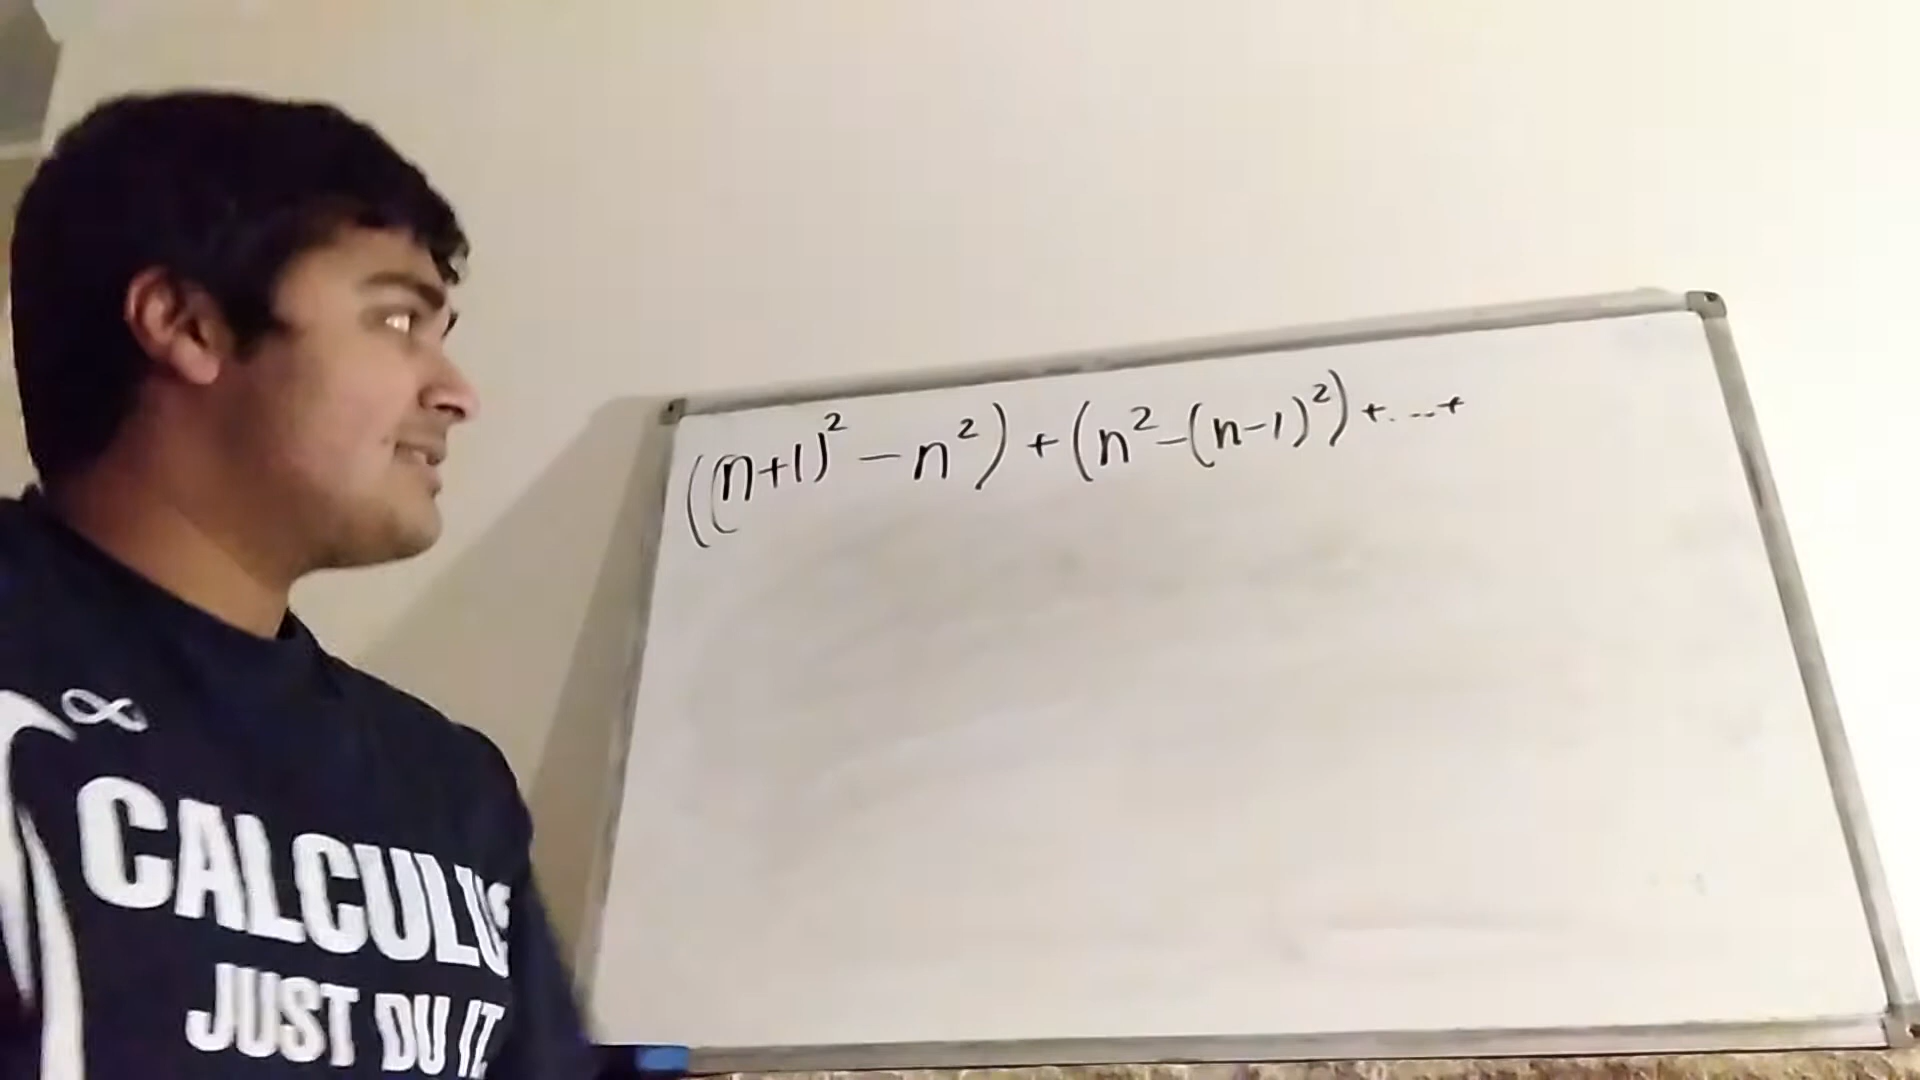 ((n+1)² − n²) + (n² − (n−1)²) + ... +
∞
CALCULUS
JUST DU IT.